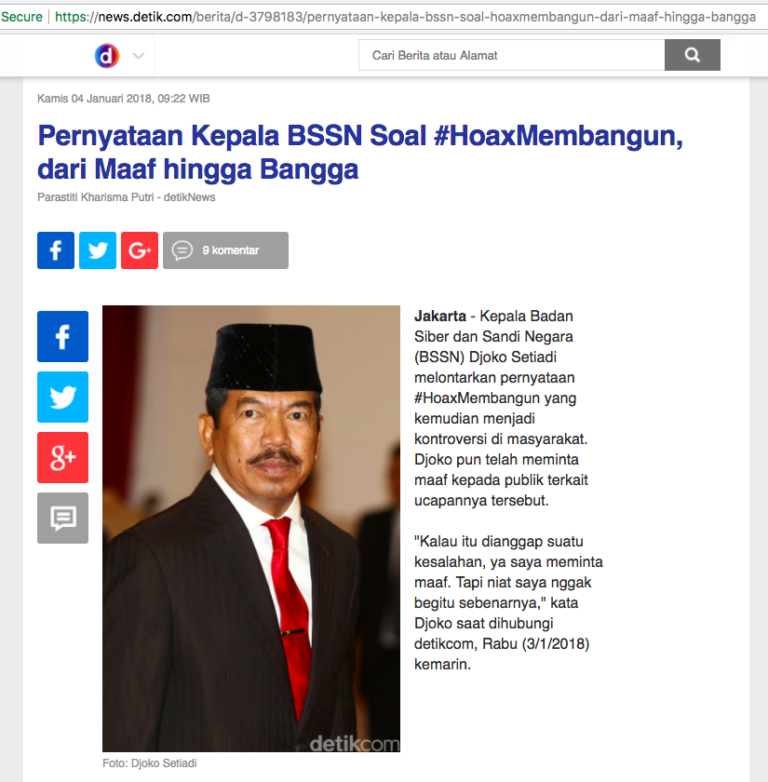 Secure | https://news.detik.com/berita/d-3798183/pernyataan-kepala-bssn-soal-hoaxmembangun-dari-maaf-hingga-bangga
d
Cari Berita atau Alamat
Kamis 04 Januari 2018, 09:22 WIB
Pernyataan Kepala BSSN Soal #HoaxMembangun,
dari Maaf hingga Bangga
Parastiti Kharisma Putri - detikNews
f
G+
9 komentar
f
g+
Jakarta - Kepala Badan
Siber dan Sandi Negara
(BSSN) Djoko Setiadi
melontarkan pernyataan
#HoaxMembangun yang
kemudian menjadi
kontroversi di masyarakat.
Djoko pun telah meminta
maaf kepada publik terkait
ucapannya tersebut.
"Kalau itu dianggap suatu
kesalahan, ya saya meminta
maaf. Tapi niat saya nggak
begitu sebenarnya," kata
Djoko saat dihubungi
detikcom, Rabu (3/1/2018)
kemarin.
detikcom
Foto: Djoko Setiadi